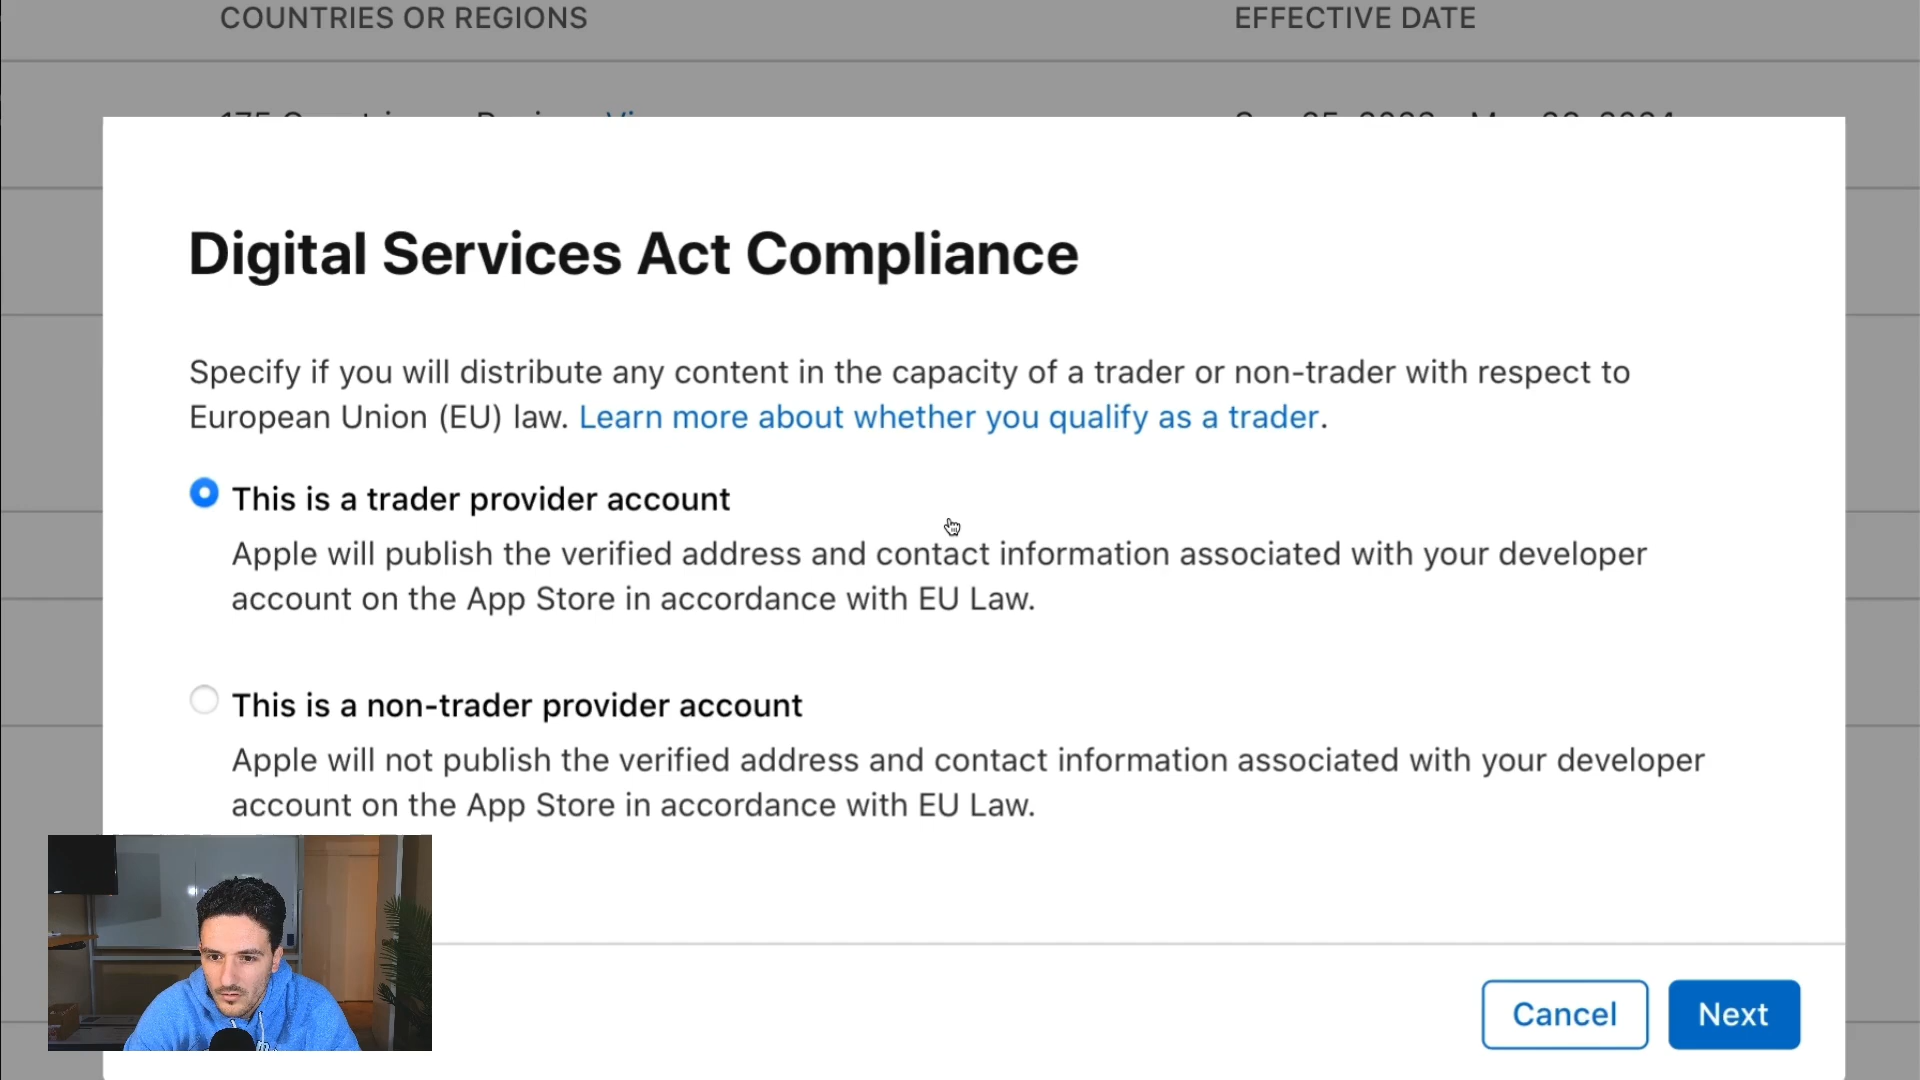 COUNTRIES OR REGIONS EFFECTIVE DATE
Digital Services Act Compliance
Specify if you will distribute any content in the capacity of a trader or non-trader with respect to
European Union (EU) law. Learn more about whether you qualify as a trader.
This is a trader provider account
Apple will publish the verified address and contact information associated with your developer
account on the App Store in accordance with EU Law.
This is a non-trader provider account
Apple will not publish the verified address and contact information associated with your developer
account on the App Store in accordance with EU Law.
Cancel Next